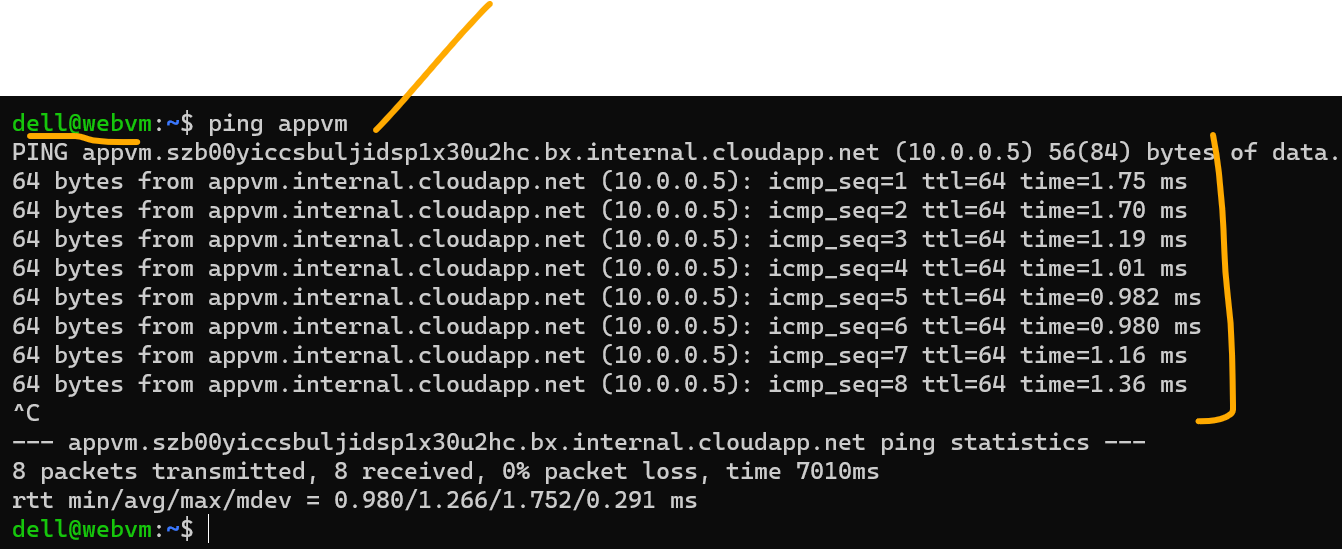 dell@webvm:~$ ping appvm
PING appvm.szb00yiccsbuljidsp1x30u2hc.bx.internal.cloudapp.net (10.0.0.5) 56(84) bytes of data.
64 bytes from appvm.internal.cloudapp.net (10.0.0.5): icmp_seq=1 ttl=64 time=1.75 ms
64 bytes from appvm.internal.cloudapp.net (10.0.0.5): icmp_seq=2 ttl=64 time=1.70 ms
64 bytes from appvm.internal.cloudapp.net (10.0.0.5): icmp_seq=3 ttl=64 time=1.19 ms
64 bytes from appvm.internal.cloudapp.net (10.0.0.5): icmp_seq=4 ttl=64 time=1.01 ms
64 bytes from appvm.internal.cloudapp.net (10.0.0.5): icmp_seq=5 ttl=64 time=0.982 ms
64 bytes from appvm.internal.cloudapp.net (10.0.0.5): icmp_seq=6 ttl=64 time=0.980 ms
64 bytes from appvm.internal.cloudapp.net (10.0.0.5): icmp_seq=7 ttl=64 time=1.16 ms
64 bytes from appvm.internal.cloudapp.net (10.0.0.5): icmp_seq=8 ttl=64 time=1.36 ms
^C
--- appvm.szb00yiccsbuljidsp1x30u2hc.bx.internal.cloudapp.net ping statistics ---
8 packets transmitted, 8 received, 0% packet loss, time 7010ms
rtt min/avg/max/mdev = 0.980/1.266/1.752/0.291 ms
dell@webvm:~$